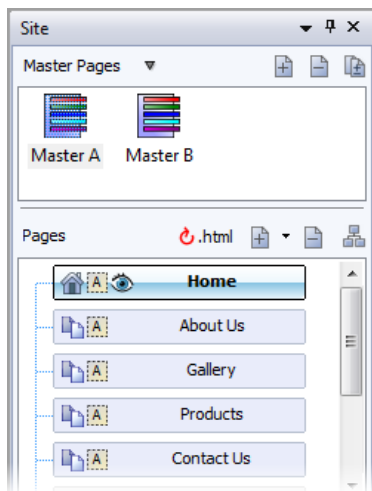 Site
Master Pages
Master A Master B
Pages .html
A Home
A About Us
A Gallery
A Products
A Contact Us